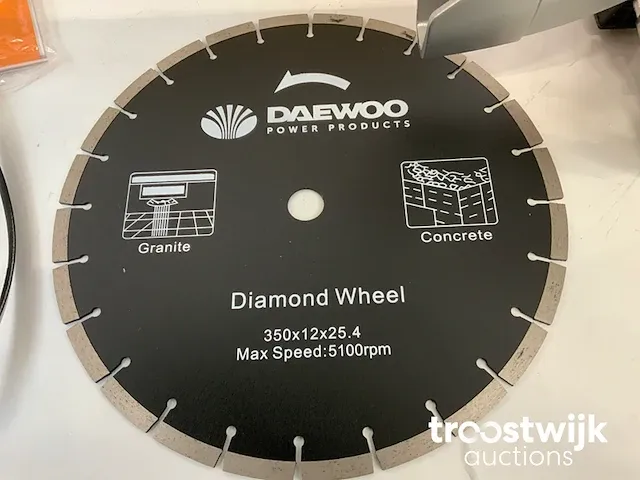 DAEWOO
POWER PRODUCTS
Granite
Concrete
Diamond Wheel
350x12x25.4
Max Speed:5100rpm
troostwijk
auctions